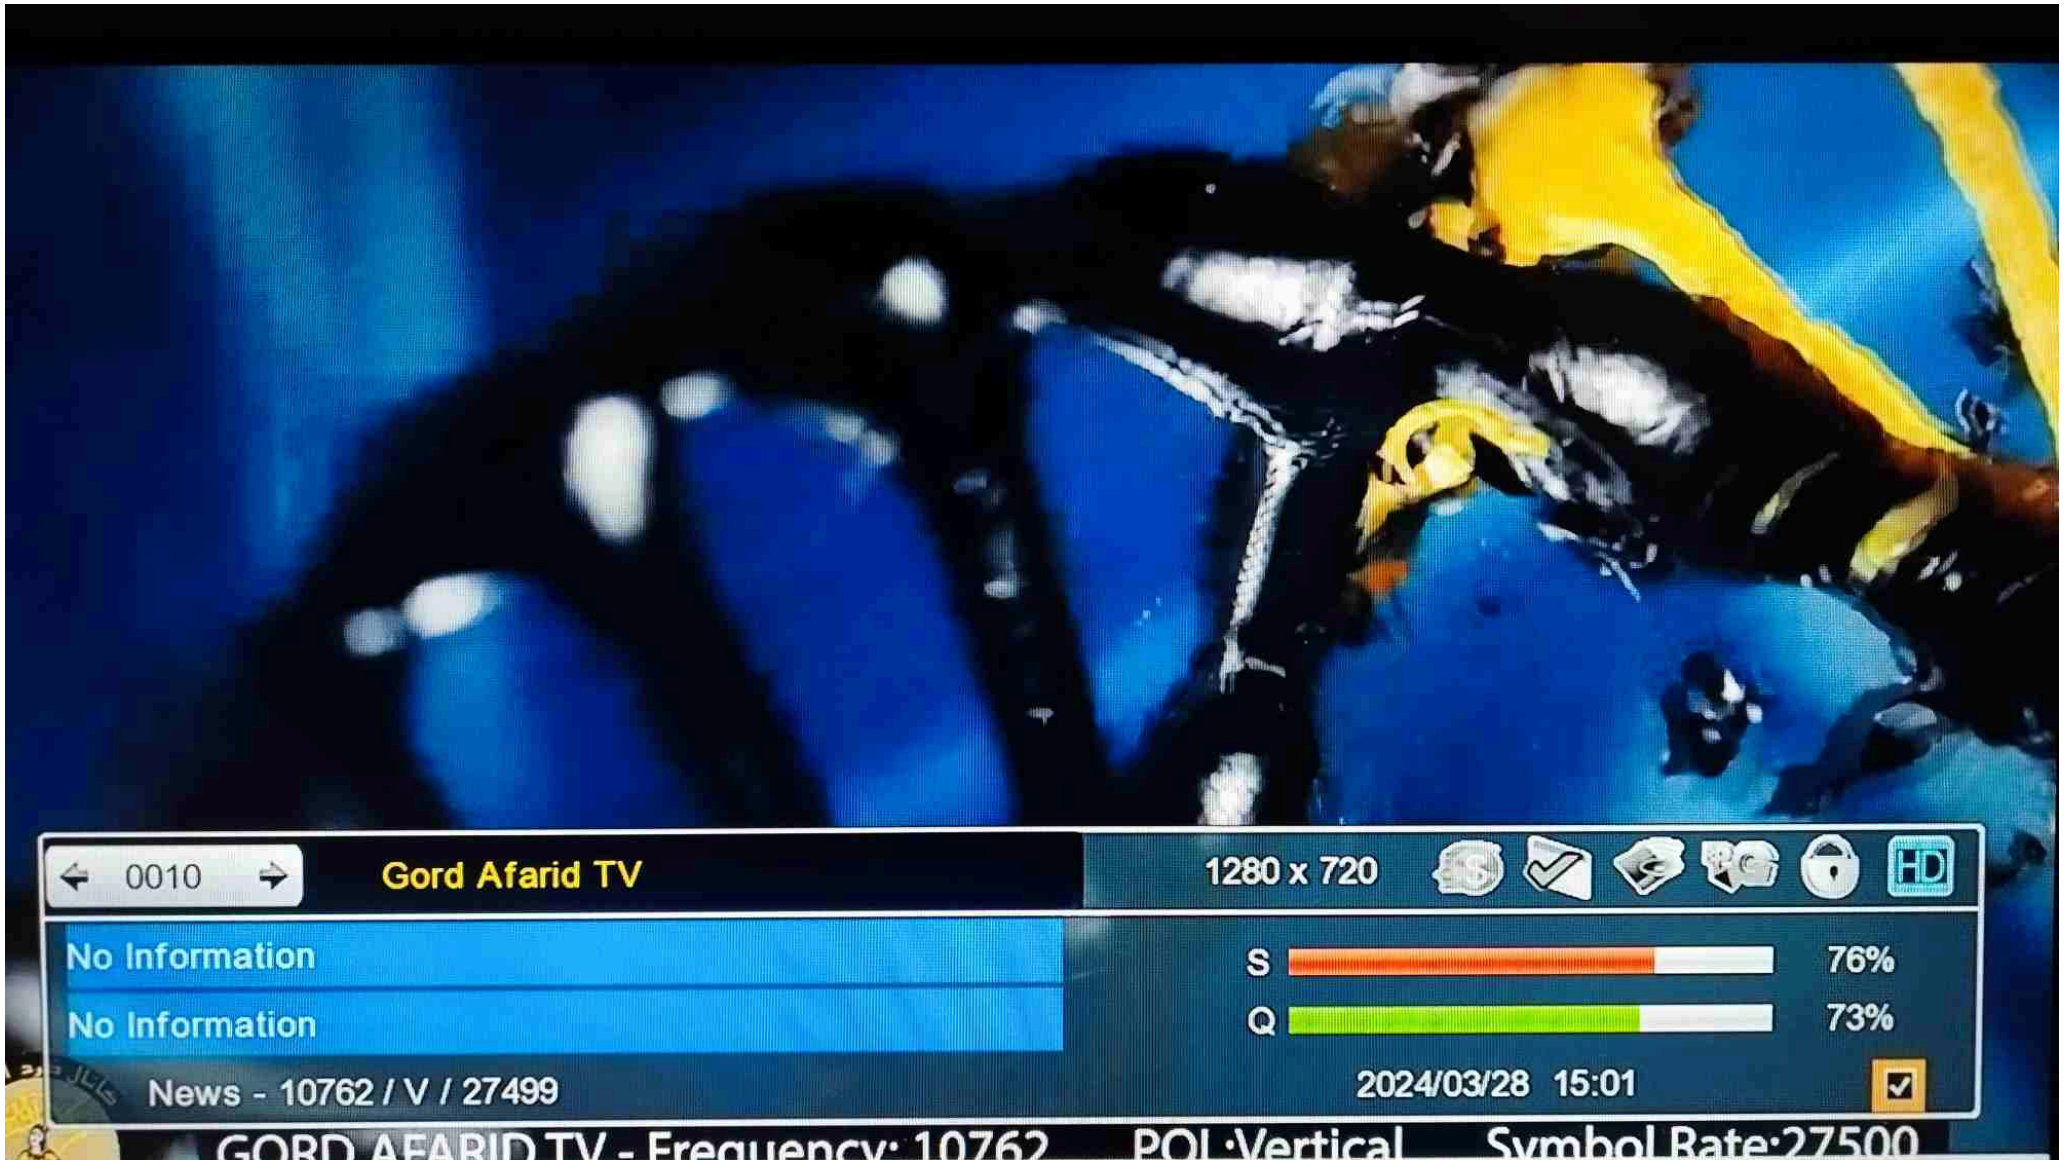 0010
Gord Afarid TV
1280 x 720
HD
No Information
No Information
S 76%
Q 73%
News - 10762 / V / 27499
2024/03/28 15:01
GORD AFARID TV - Frequency: 10762 POL:Vertical Symbol Rate:27500